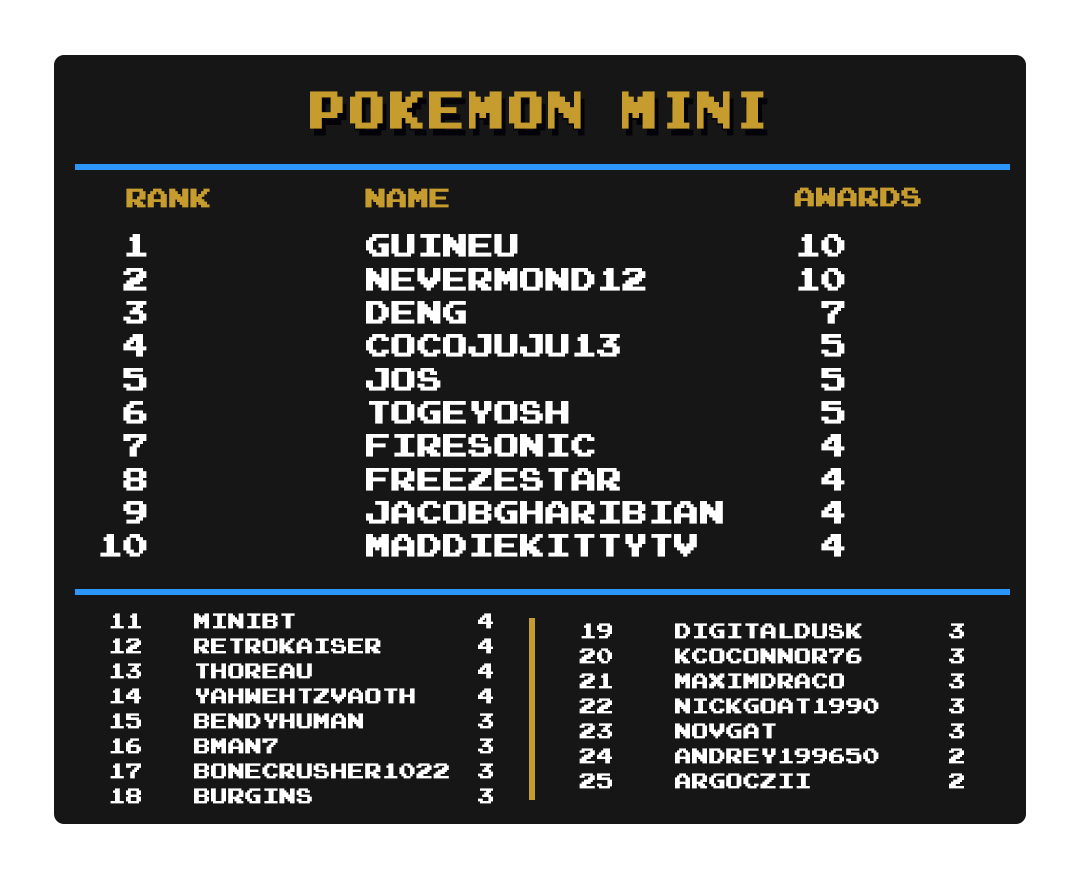 POKEMON MINI
RANK NAME AWARDS
1 GUINEU 10
2 NEVERMOND12 10
3 DENG 7
4 COCOJUJU13 5
5 JOS 5
6 TOGEYOSH 5
7 FIRESONIC 4
8 FREEZESTAR 4
9 JACOBGHARIBIAN 4
10 MADDIEKITTYTV 4
11 MINIBT 4
12 RETROKAISER 4
13 THOREAU 4
14 YAHWEHTZVAOTH 4
15 BENDYHUMAN 3
16 BMAN7 3
17 BONECRUSHER1022 3
18 BURGINS 3
19 DIGITALDUSK 3
20 KCOCONNOR76 3
21 MAXIMDRACO 3
22 NICKGOAT1990 3
23 NOVGAT 3
24 ANDREY199650 2
25 ARGOCZII 2